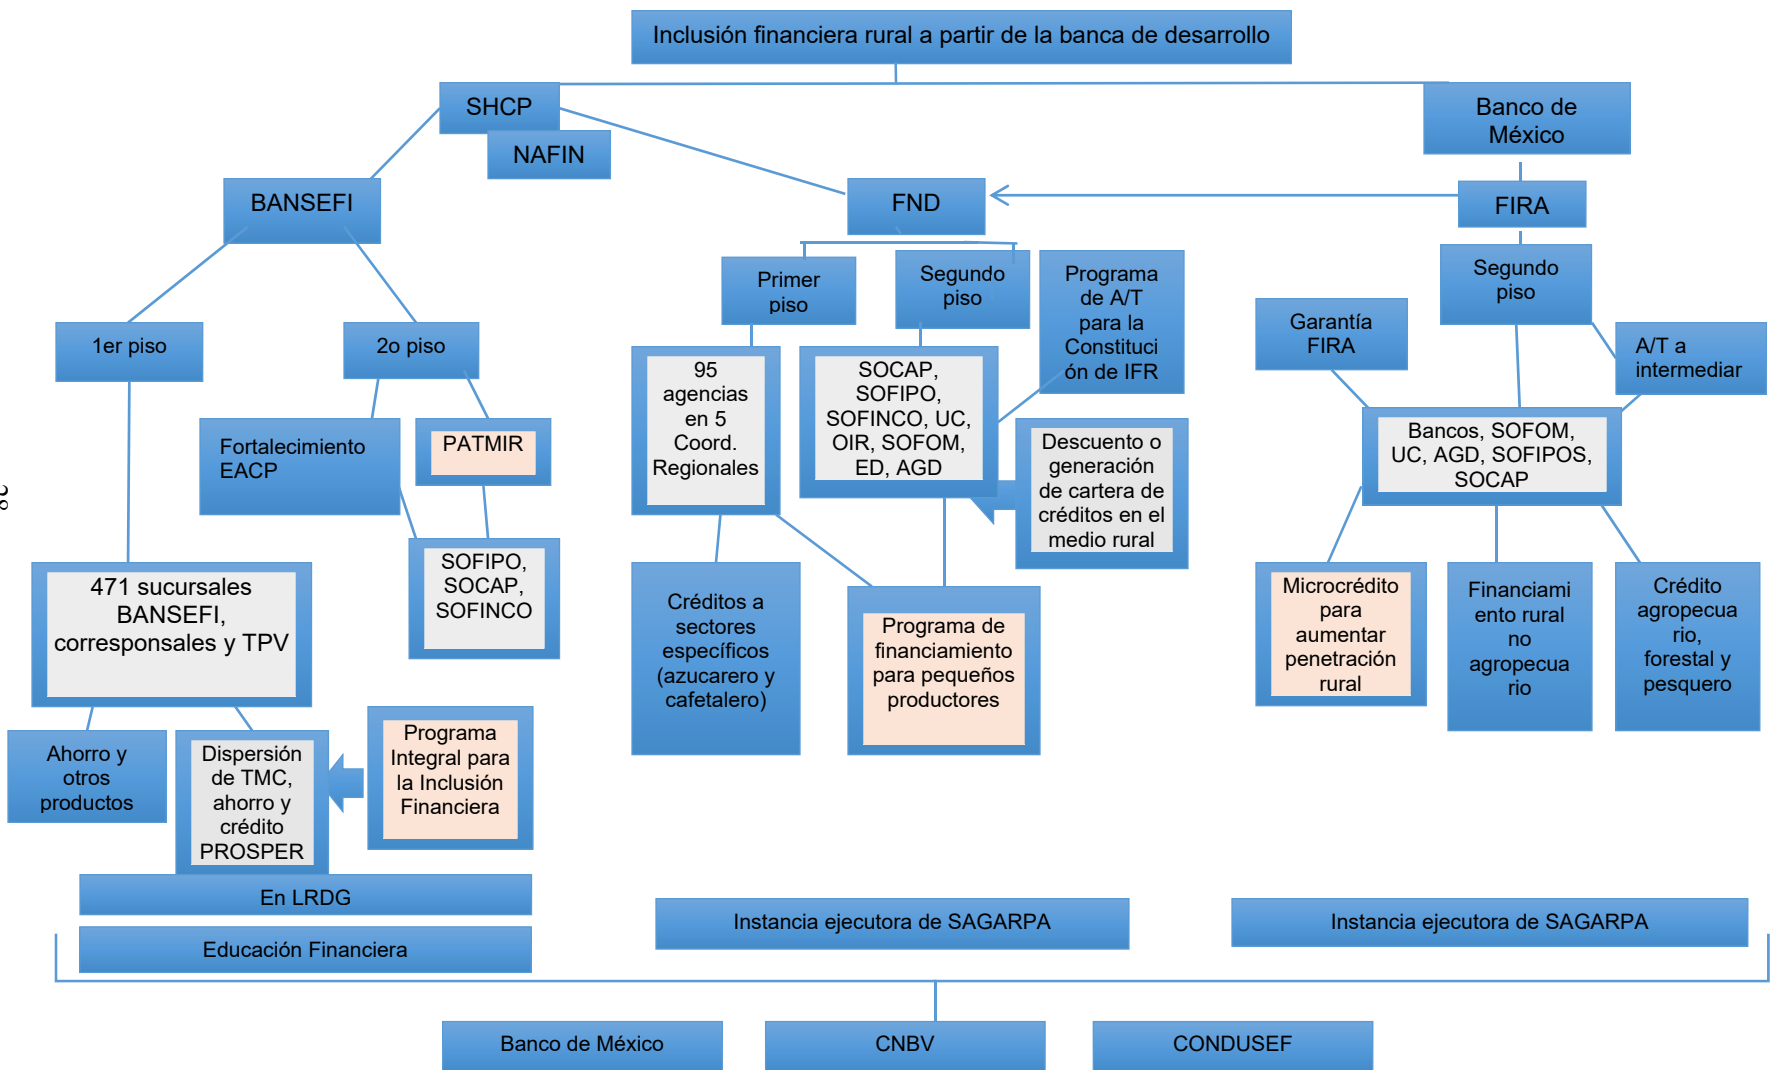 Inclusión financiera rural a partir de la banca de desarrollo
SHCP
NAFIN
Banco de
México
BANSEFI
FND
FIRA
1er piso
2o piso
Primer
piso
Segundo
piso
Programa
de A/T
para la
Constituci
ón de IFR
Segundo
piso
Garantía
FIRA
A/T a
intermediar
Fortalecimiento
EACP
PATMIR
95
agencias
en 5
Coord.
Regionales
SOCAP,
SOFIPO,
SOFINCO, UC,
OIR, SOFOM,
ED, AGD
Descuento o
generación
de cartera de
créditos en el
medio rural
Bancos, SOFOM,
UC, AGD, SOFIPOS,
SOCAP
SOFIPO,
SOCAP,
SOFINCO
471 sucursales
BANSEFI,
corresponsales y TPV
Créditos a
sectores
específicos
(azucarero y
cafetalero)
Programa de
financiamiento
para pequeños
productores
Microcrédito
para
aumentar
penetración
rural
Financiami
ento rural
no
agropecua
rio
Crédito
agropecua
rio,
forestal y
pesquero
Ahorro y
otros
productos
Dispersión
de TMC,
ahorro y
crédito
PROSPER
Programa
Integral para
la Inclusión
Financiera
En LRDG
Educación Financiera
Instancia ejecutora de SAGARPA
Instancia ejecutora de SAGARPA
Banco de México
CNBV
CONDUSEF